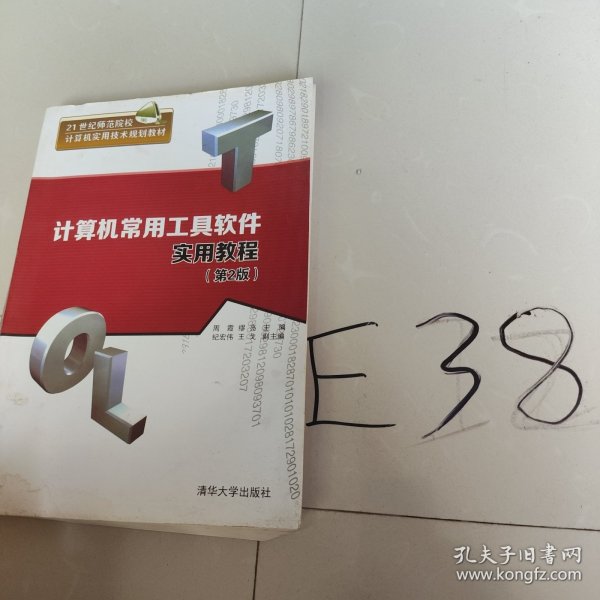 21世纪师范院校
计算机实用技术规划教材
计算机常用工具软件
实用教程
(第2版)
周霞 缪亮 主编
纪宏伟 王戈 副主编
清华大学出版社
T
O
L
E38
孔夫子旧书网
www.kongfz.com